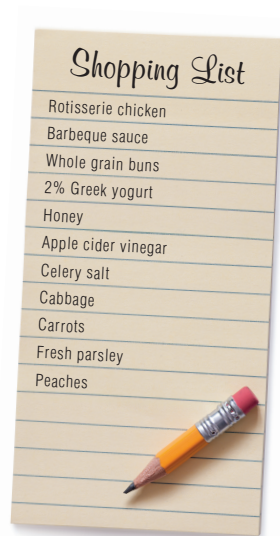 Shopping List
Rotisserie chicken
Barbeque sauce
Whole grain buns
2% Greek yogurt
Honey
Apple cider vinegar
Celery salt
Cabbage
Carrots
Fresh parsley
Peaches